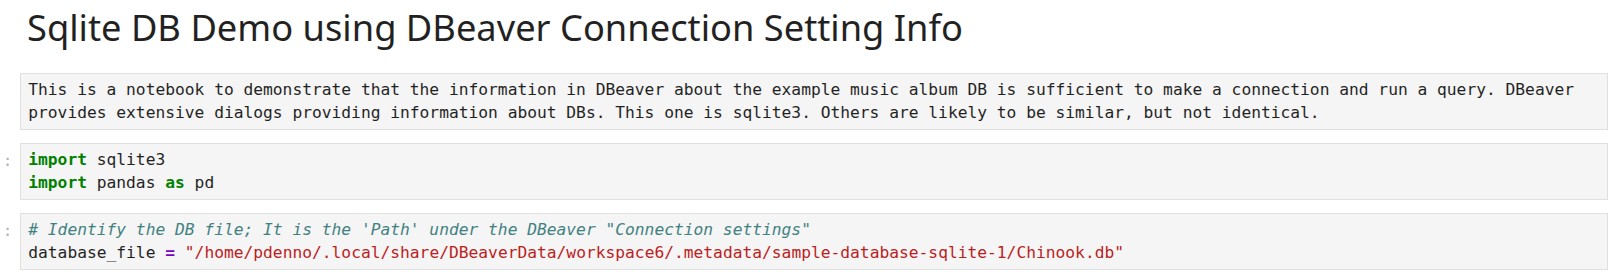 Sqlite DB Demo using DBeaver Connection Setting Info
This is a notebook to demonstrate that the information in DBeaver about the example music album DB is sufficient to make a connection and run a query. DBeaver
provides extensive dialogs providing information about DBs. This one is sqlite3. Others are likely to be similar, but not identical.
: import sqlite3
import pandas as pd
: # Identify the DB file; It is the 'Path' under the DBeaver "Connection settings"
database_file = "/home/pdenno/.local/share/DBeaverData/workspace6/.metadata/sample-database-sqlite-1/Chinook.db"